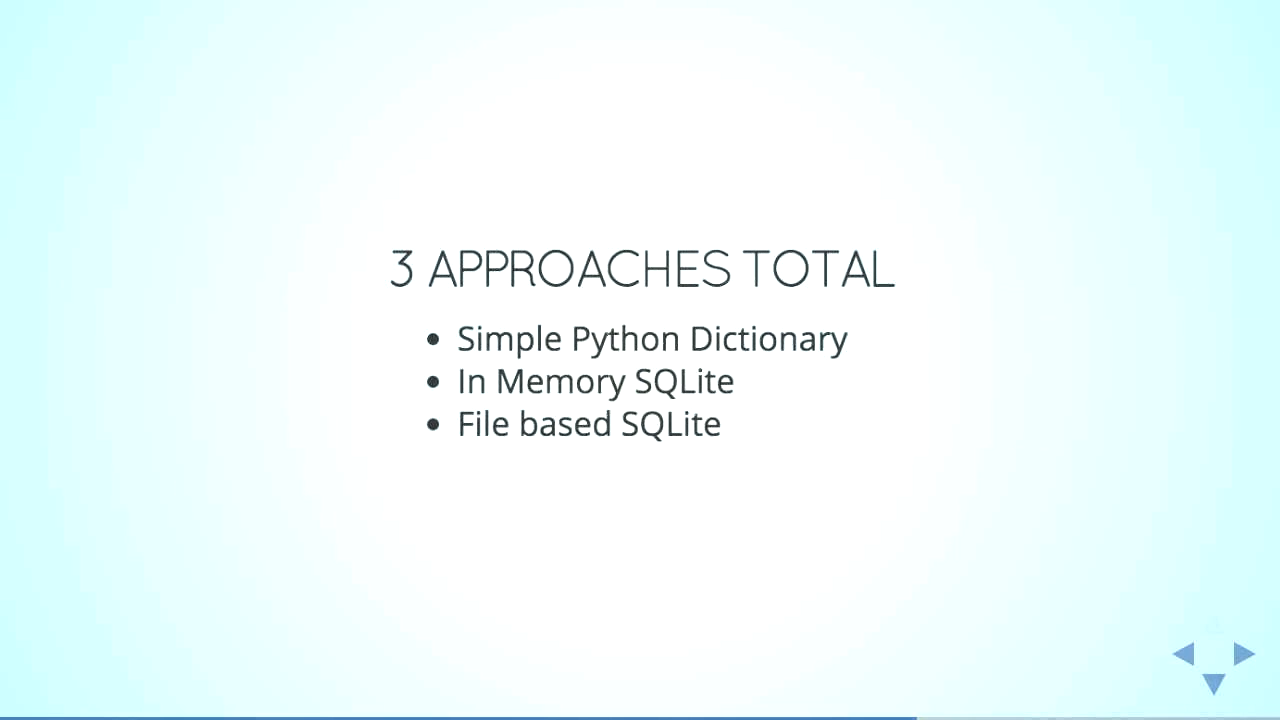 3 APPROACHES TOTAL
Simple Python Dictionary
In Memory SQLite
File based SQLite